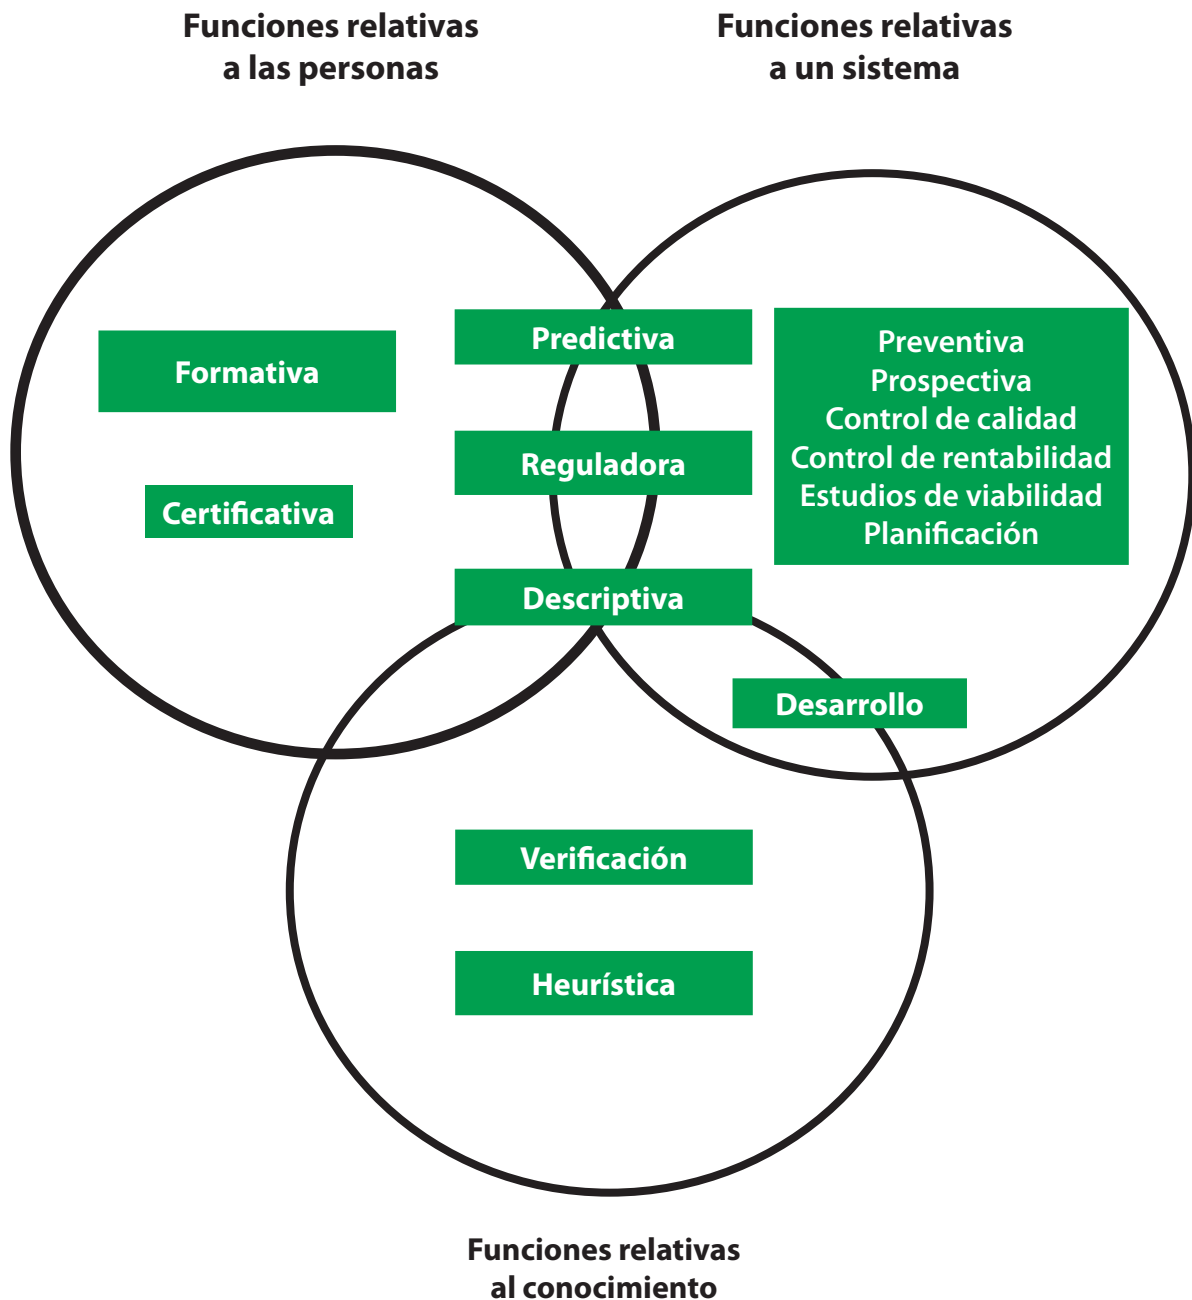 Funciones relativas
a las personas
Funciones relativas
a un sistema
Formativa
Certificativa
Predictiva
Reguladora
Descriptiva
Preventiva
Prospectiva
Control de calidad
Control de rentabilidad
Estudios de viabilidad
Planificación
Desarrollo
Verificación
Heurística
Funciones relativas
al conocimiento